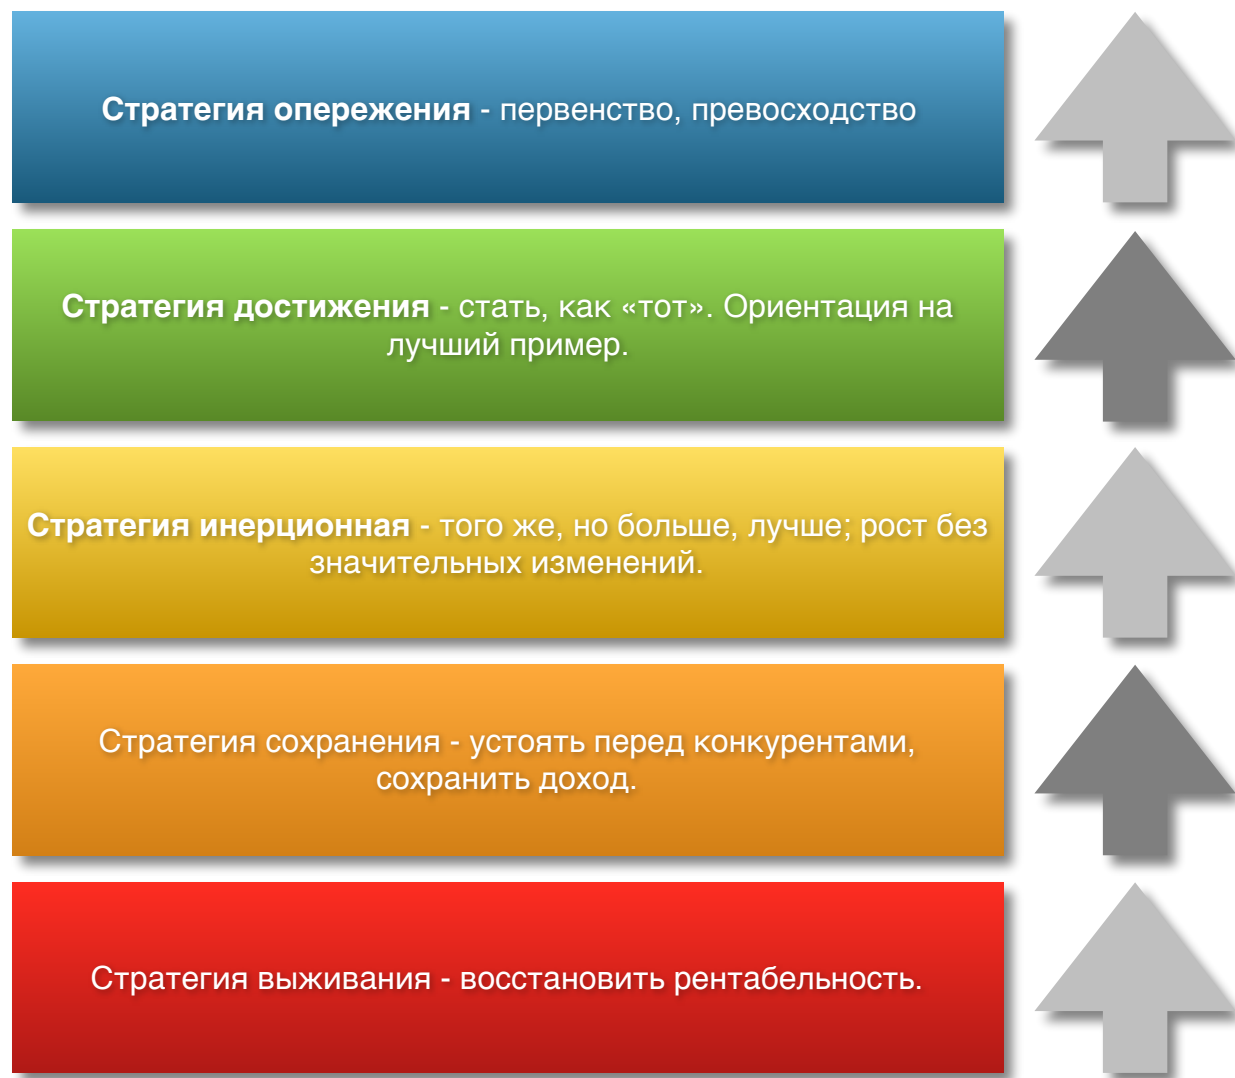 Стратегия опережения - первенство, превосходство
Стратегия достижения - стать, как «тот». Ориентация на
лучший пример.
Стратегия инерционная - того же, но больше, лучше; рост без
значительных изменений.
Стратегия сохранения - устоять перед конкурентами,
сохранить доход.
Стратегия выживания - восстановить рентабельность.